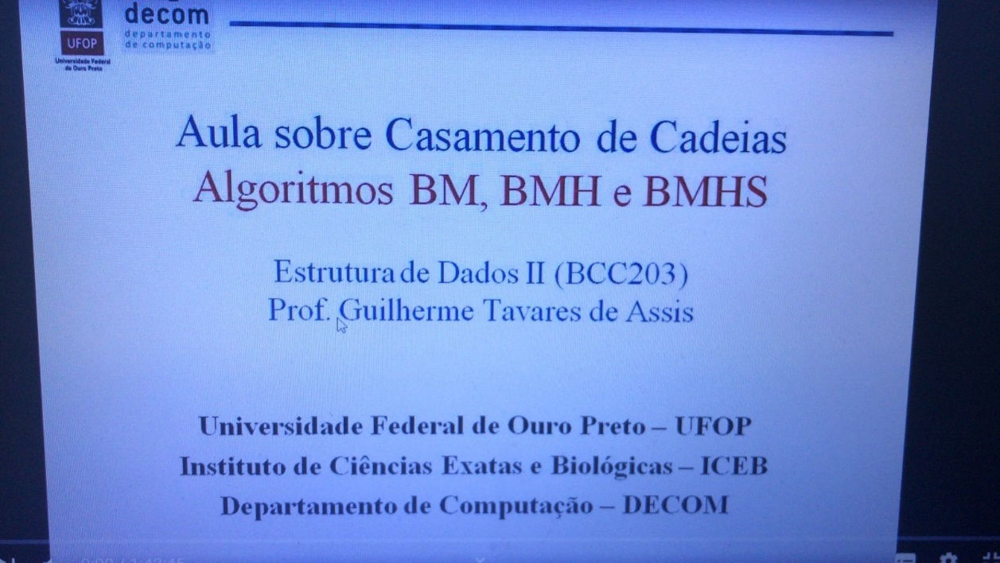 decom
departamento
de computação
UFOP
Universidade Federal
de Ouro Preto
Aula sobre Casamento de Cadeias
Algoritmos BM, BMH e BMHS
Estrutura de Dados II (BCC203)
Prof. Guilherme Tavares de Assis
Universidade Federal de Ouro Preto – UFOP
Instituto de Ciências Exatas e Biológicas – ICEB
Departamento de Computação – DECOM